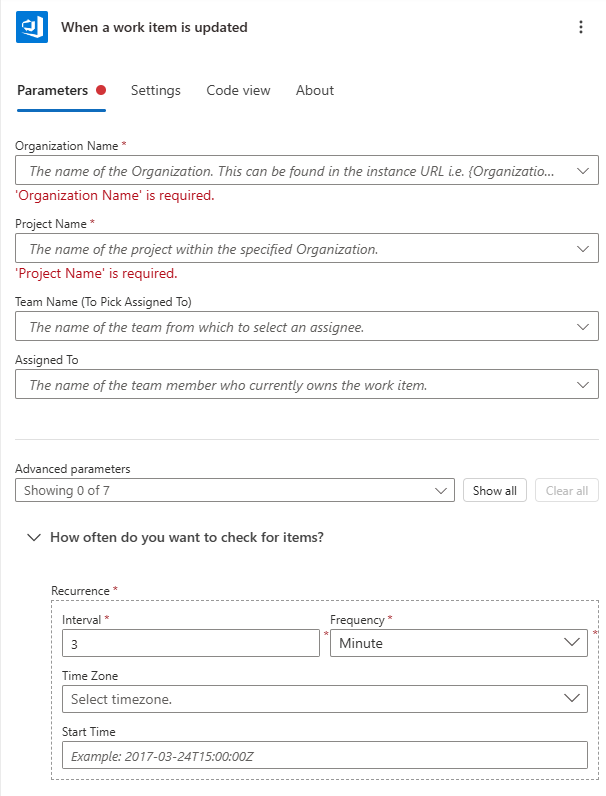 When a work item is updated
Parameters Settings Code view About
Organization Name *
The name of the Organization. This can be found in the instance URL i.e. {Organizatio...
'Organization Name' is required.
Project Name *
The name of the project within the specified Organization.
'Project Name' is required.
Team Name (To Pick Assigned To)
The name of the team from which to select an assignee.
Assigned To
The name of the team member who currently owns the work item.
Advanced parameters
Showing 0 of 7 Show all Clear all
How often do you want to check for items?
Recurrence *
Interval * Frequency *
3 * Minute *
Time Zone
Select timezone.
Start Time
Example: 2017-03-24T15:00:00Z